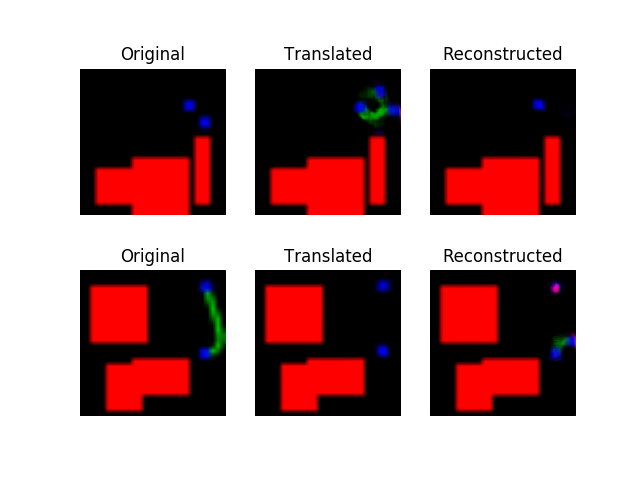 Original
Translated
Reconstructed
Original
Translated
Reconstructed